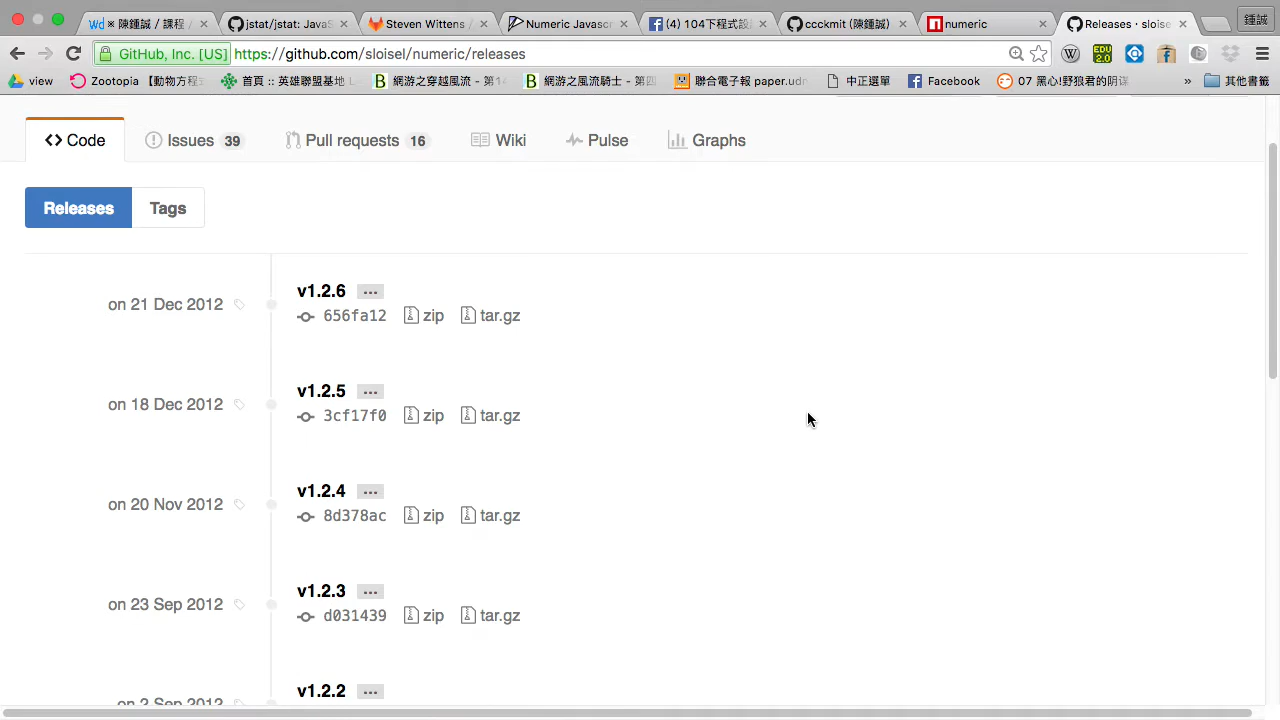 ※ 陳鍾誠 / 課程 /
jstat/jstat: JavaS
Steven Wittens /
Numeric Javascr
(4) 104下程式設
ccckmit (陳鍾誠)
numeric
Releases · sloise
鍾誠
GitHub, Inc. [US]
https://github.com/sloisel/numeric/releases
view
Zootopia 【動物方程
首頁 :: 英雄聯盟基地
網游之穿越風流 - 第14
網游之風流騎士 - 第四
聯合電子報 paper.udn
中正選單
Facebook
07 黑心!野狼君的阴谋
»
其他書籤
Code
Issues 39
Pull requests 16
Wiki
Pulse
Graphs
Releases
Tags
on 21 Dec 2012
v1.2.6 ...
656fa12 zip tar.gz
on 18 Dec 2012
v1.2.5 ...
3cf17f0 zip tar.gz
on 20 Nov 2012
v1.2.4 ...
8d378ac zip tar.gz
on 23 Sep 2012
v1.2.3 ...
d031439 zip tar.gz
on 2 Sep 2012
v1.2.2 ...